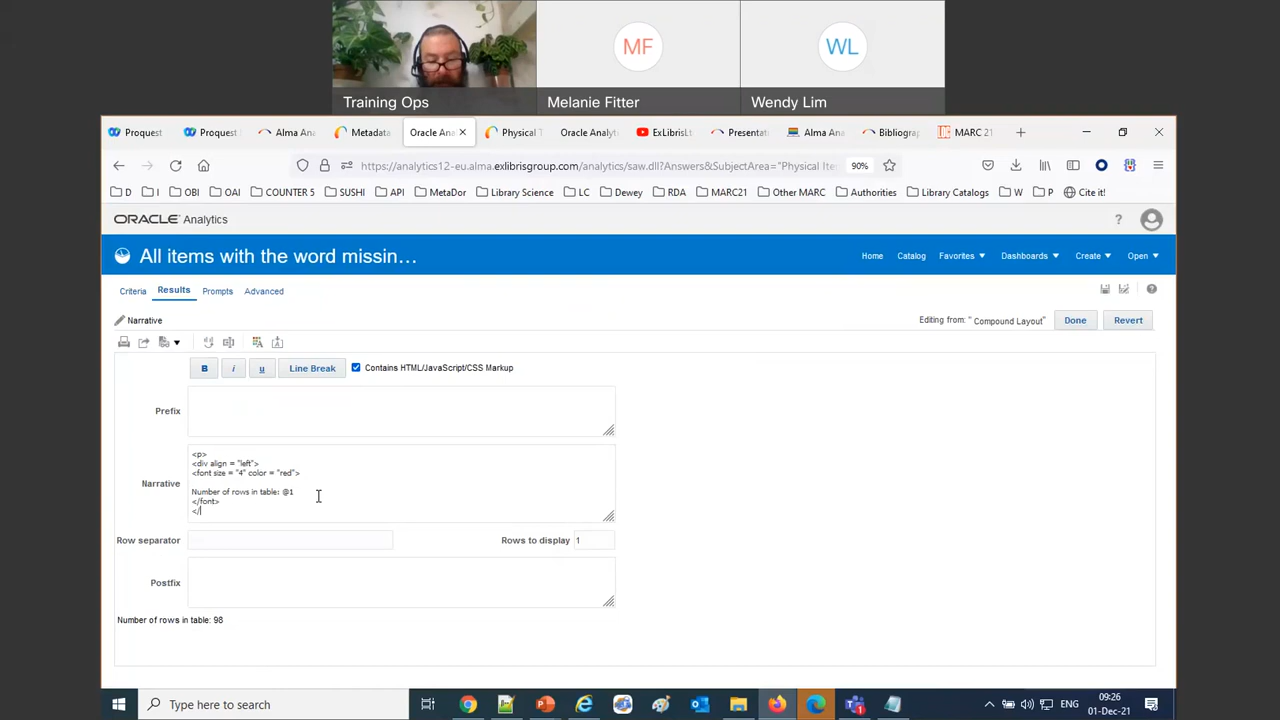 MF
WL
Training Ops
Melanie Fitter
Wendy Lim
Proquest
Proquest
Alma Ana
Metadata
Oracle Ana
Physical T
Oracle Analyt
ExLibrisLt
Presentati
Alma Ana
Bibliograp
MARC 21
https://analytics12-eu.alma.exlibrisgroup.com/analytics/saw.dll?Answers&SubjectArea="Physical Ite
90%
D
I
OBI
OAI
COUNTER 5
SUSHI
API
MetaDor
Library Science
LC
Dewey
RDA
MARC21
Other MARC
Authorities
Library Catalogs
W
P
Cite it!
ORACLE Analytics
?
All items with the word missin…
Home
Catalog
Favorites
Dashboards
Create
Open
Criteria
Results
Prompts
Advanced
Narrative
Editing from: " Compound Layout"
Done
Revert
B
i
u
Line Break
Contains HTML/JavaScript/CSS Markup
Prefix
Narrative
<p>
<div align = "left">
<font size = "4" color = "red">
Number of rows in table: @1
</font>
</
Row separator
Rows to display
1
Postfix
Number of rows in table: 98
Type here to search
ENG
09:26
01-Dec-21